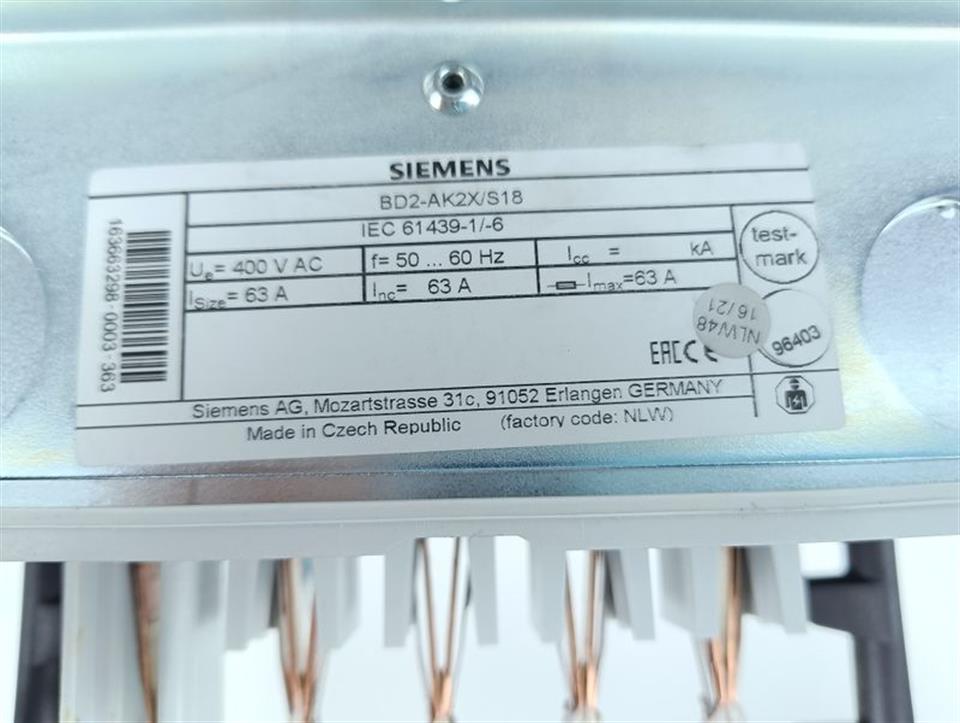 SIEMENS
BD2-AK2X/S18
IEC 61439-1/-6
Ue= 400 V AC
f= 50 ... 60 Hz
Icc = kA
ISize= 63 A
Inc= 63 A
Imax=63 A
test-
mark
NLW48
16/21
96403
EAC CE
Siemens AG, Mozartstrasse 31c, 91052 Erlangen GERMANY
Made in Czech Republic (factory code: NLW)
163683298-0003-363